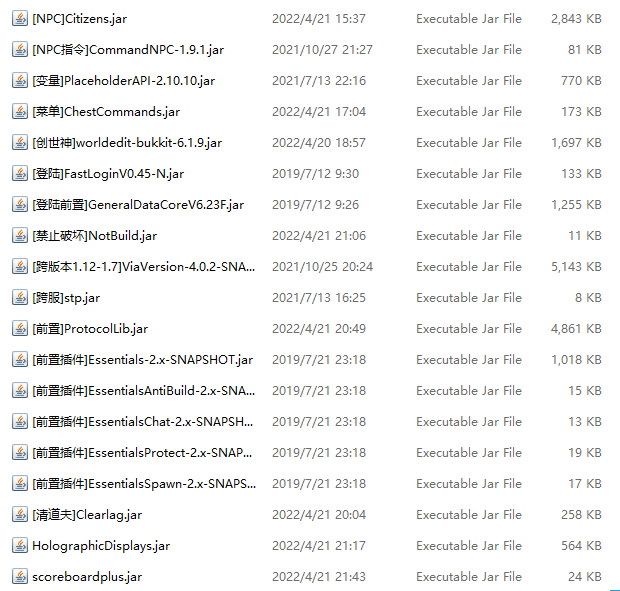 [NPC]Citizens.jar 2022/4/21 15:37 Executable Jar File 2,843 KB
[NPC指令]CommandNPC-1.9.1.jar 2021/10/27 21:27 Executable Jar File 81 KB
[变量]PlaceholderAPI-2.10.10.jar 2021/7/13 22:16 Executable Jar File 770 KB
[菜单]ChestCommands.jar 2022/4/21 17:04 Executable Jar File 173 KB
[创世神]worldedit-bukkit-6.1.9.jar 2022/4/20 18:57 Executable Jar File 1,697 KB
[登陆]FastLoginV0.45-N.jar 2019/7/12 9:30 Executable Jar File 133 KB
[登陆前置]GeneralDataCoreV6.23F.jar 2019/7/12 9:26 Executable Jar File 1,255 KB
[禁止破坏]NotBuild.jar 2022/4/21 21:06 Executable Jar File 11 KB
[跨版本1.12-1.7]ViaVersion-4.0.2-SNA... 2021/10/25 20:24 Executable Jar File 5,143 KB
[跨服]stp.jar 2021/7/13 16:25 Executable Jar File 8 KB
[前置]ProtocolLib.jar 2022/4/21 20:49 Executable Jar File 4,861 KB
[前置插件]Essentials-2.x-SNAPSHOT.jar 2019/7/21 23:18 Executable Jar File 1,018 KB
[前置插件]EssentialsAntiBuild-2.x-SNA... 2019/7/21 23:18 Executable Jar File 15 KB
[前置插件]EssentialsChat-2.x-SNAPSH... 2019/7/21 23:18 Executable Jar File 13 KB
[前置插件]EssentialsProtect-2.x-SNAP... 2019/7/21 23:18 Executable Jar File 19 KB
[前置插件]EssentialsSpawn-2.x-SNAPS... 2019/7/21 23:18 Executable Jar File 17 KB
[清道夫]Clearlag.jar 2022/4/21 20:04 Executable Jar File 258 KB
HolographicDisplays.jar 2022/4/21 21:17 Executable Jar File 564 KB
scoreboardplus.jar 2022/4/21 21:43 Executable Jar File 24 KB